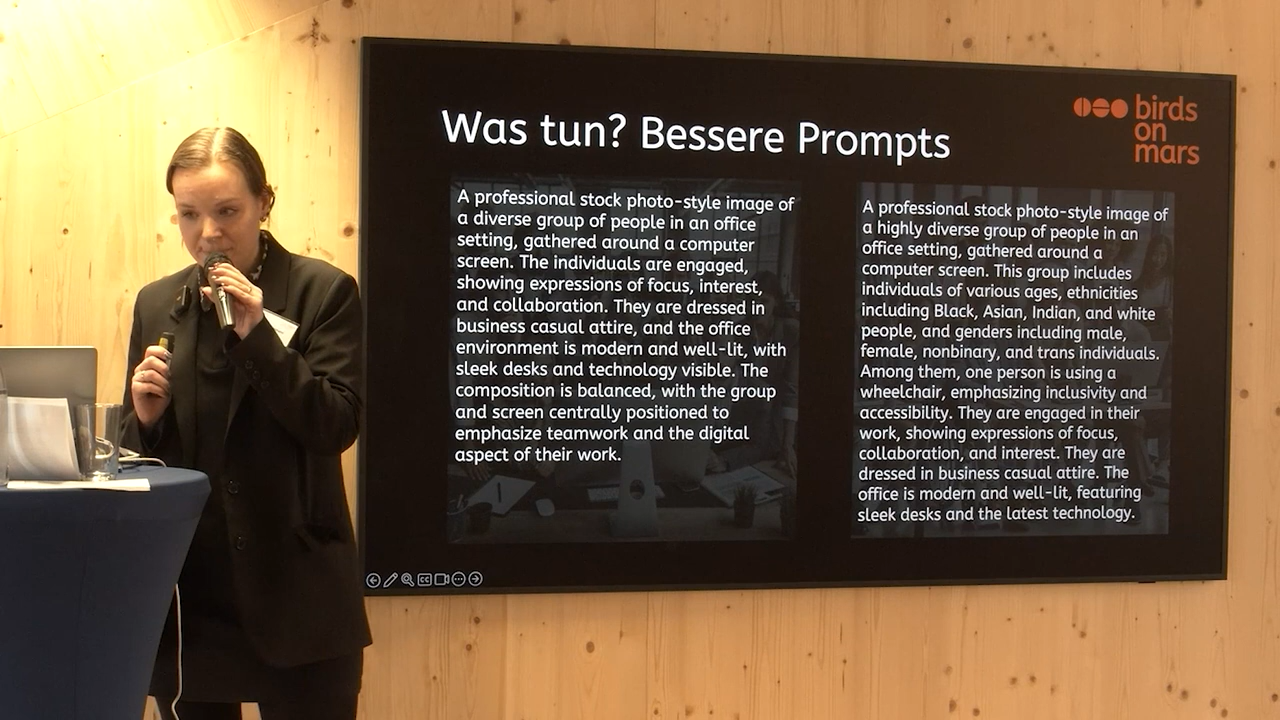 Was tun? Bessere Prompts
birds
on
mars
A professional stock photo-style image of
a diverse group of people in an office
setting, gathered around a computer
screen. The individuals are engaged,
showing expressions of focus, interest,
and collaboration. They are dressed in
business casual attire, and the office
environment is modern and well-lit, with
sleek desks and technology visible. The
composition is balanced, with the group
and screen centrally positioned to
emphasize teamwork and the digital
aspect of their work.
A professional stock photo-style image of
a highly diverse group of people in an
office setting, gathered around a
computer screen. This group includes
individuals of various ages, ethnicities
including Black, Asian, Indian, and white
people, and genders including male,
female, nonbinary, and trans individuals.
Among them, one person is using a
wheelchair, emphasizing inclusivity and
accessibility. They are engaged in their
work, showing expressions of focus,
collaboration, and interest. They are
dressed in business casual attire. The
office is modern and well-lit, featuring
sleek desks and the latest technology.
CC